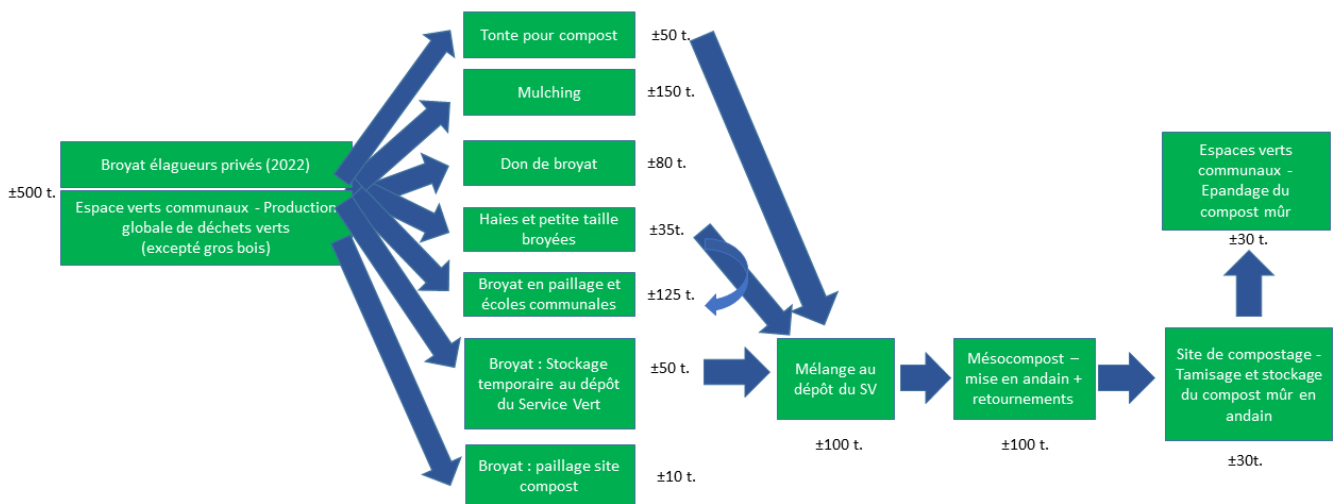 Tonte pour compost
±50 t.
Mulching
±150 t.
Broyat élagueurs privés (2022)
Don de broyat
±80 t.
±500 t.
Espace verts communaux - Production
globale de déchets verts
(excepté gros bois)
Haies et petite taille
broyées
±35t.
Broyat en paillage et
écoles communales
±125 t.
Broyat : Stockage
temporaire au dépôt
du Service Vert
±50 t.
Broyat : paillage site
compost
±10 t.
Mélange au
dépôt du SV
±100 t.
Mésocompost –
mise en andain +
retournements
±100 t.
Espaces verts
communaux -
Epandage du
compost mûr
±30 t.
Site de compostage -
Tamisage et stockage
du compost mûr en
andain
±30t.